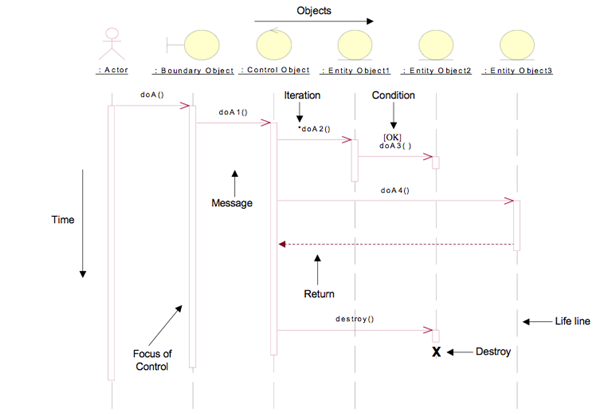 Objects
: Actor
: Boundary Object
: Control Object
: Entity Object1
: Entity Object2
: Entity Object3
Iteration
Condition
doA()
doA1()
*doA2()
[OK]
doA3( )
Message
doA4()
Time
Return
destroy()
Life line
Focus of
Control
X
Destroy